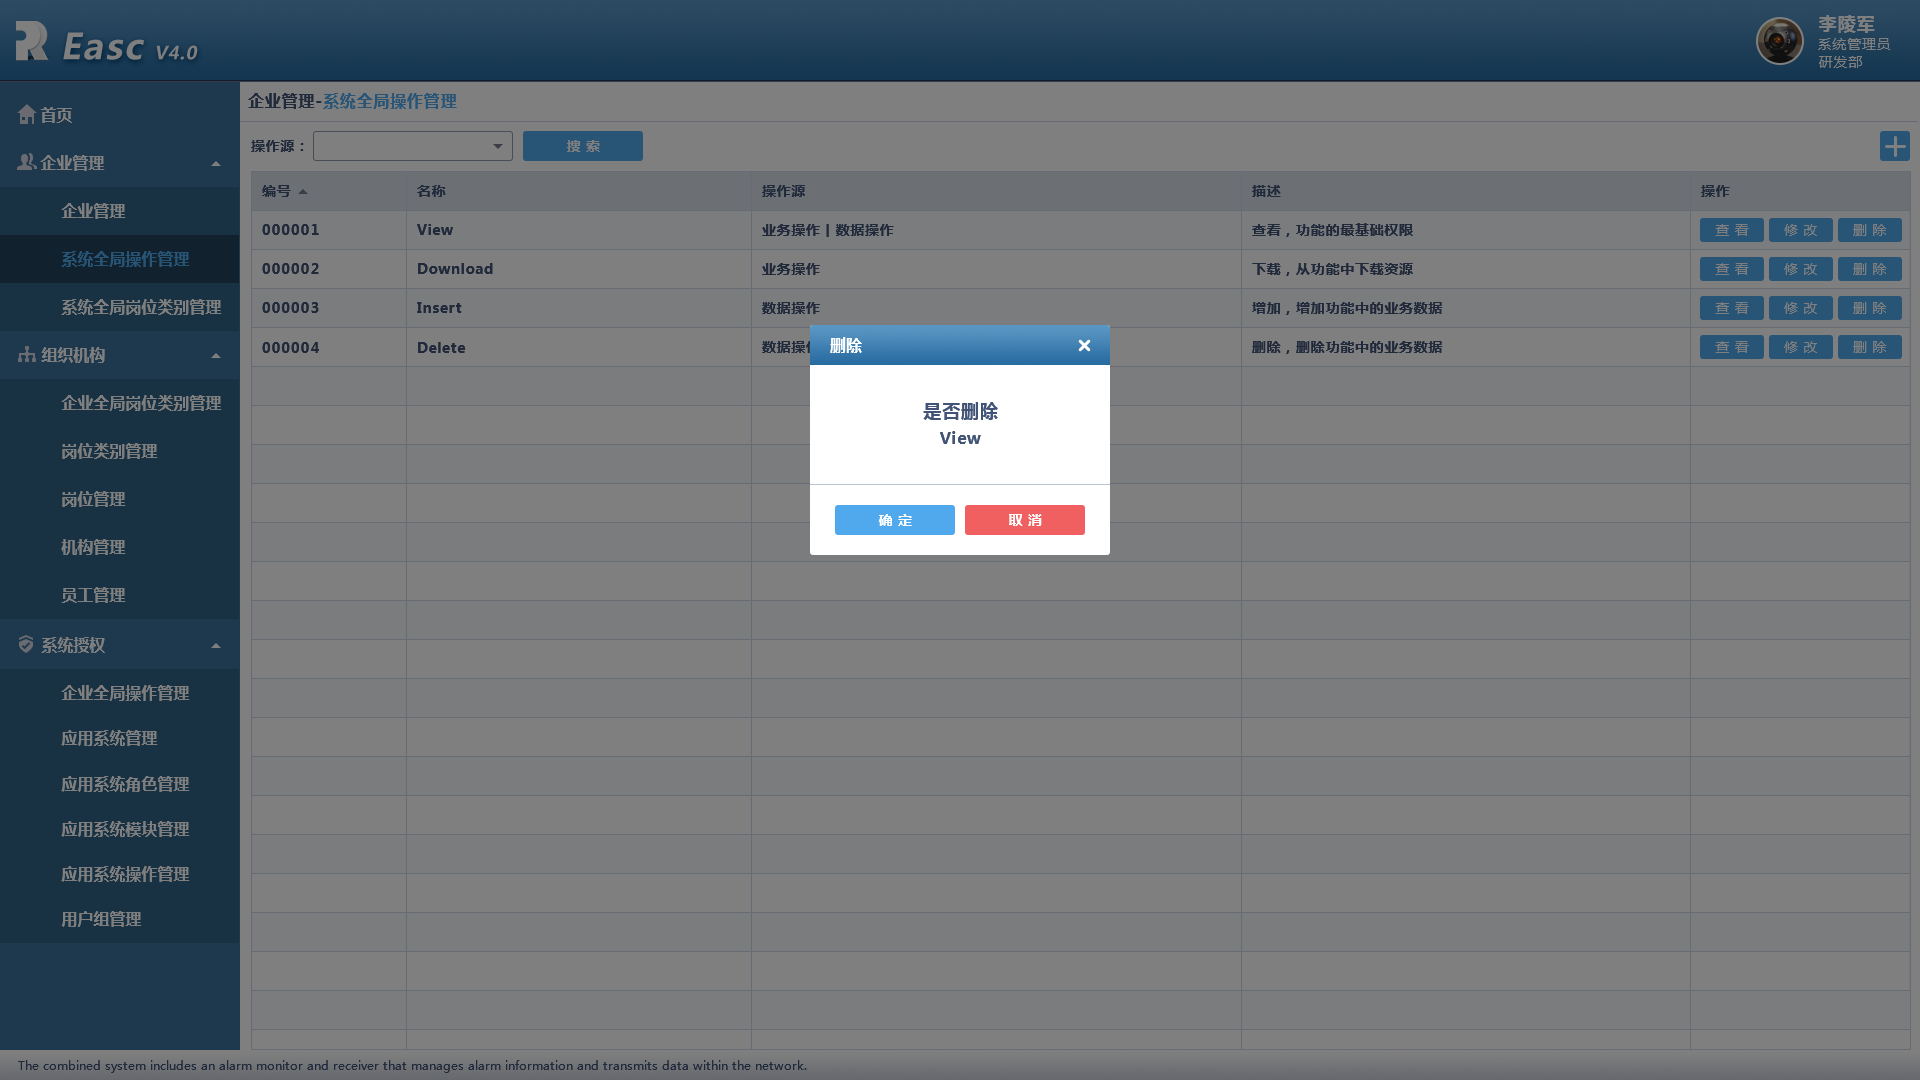 R Easc V4.0
李陵军
系统管理员
研发部
首页
企业管理
企业管理
系统全局操作管理
系统全局岗位类别管理
组织机构
企业全局岗位类别管理
岗位类别管理
岗位管理
机构管理
员工管理
系统授权
企业全局操作管理
应用系统管理
应用系统角色管理
应用系统模块管理
应用系统操作管理
用户组管理
企业管理-系统全局操作管理
操作源： 搜 索
编号 名称 操作源 描述 操作
000001 View 业务操作 | 数据操作 查看，功能的最基础权限 查 看 修 改 删 除
000002 Download 业务操作 下载，从功能中下载资源 查 看 修 改 删 除
000003 Insert 数据操作 增加，增加功能中的业务数据 查 看 修 改 删 除
000004 Delete 数据操 删除，删除功能中的业务数据 查 看 修 改 删 除
删除
是否删除
View
确 定 取 消
The combined system includes an alarm monitor and receiver that manages alarm information and transmits data within the network.